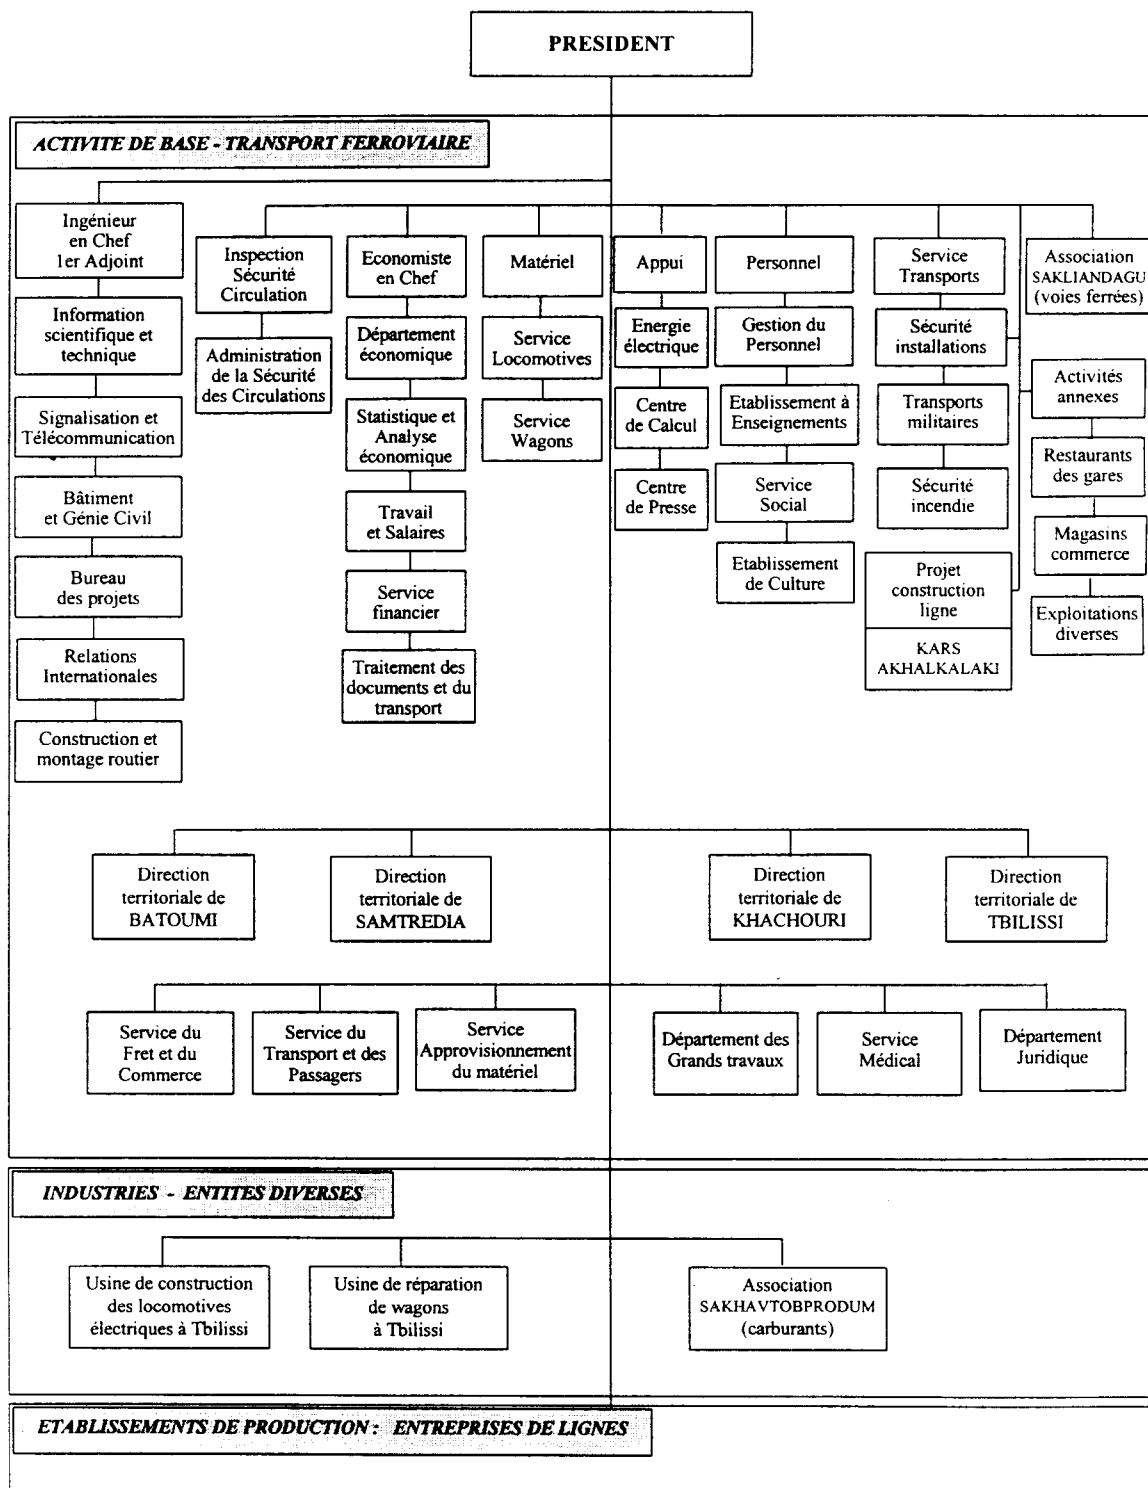 PRESIDENT
ACTIVITE DE BASE - TRANSPORT FERROVIAIRE
Ingénieur
en Chef
1er Adjoint
Information
scientifique et
technique
Signalisation et
Télécommunication
Bâtiment
et Génie Civil
Bureau
des projets
Relations
Internationales
Construction et
montage routier
Inspection
Sécurité
Circulation
Administration
de la Sécurité
des Circulations
Economiste
en Chef
Département
économique
Statistique et
Analyse
économique
Travail
et Salaires
Service
financier
Traitement des
documents et du
transport
Matériel
Service
Locomotives
Service
Wagons
Appui
Energie
électrique
Centre
de Calcul
Centre
de Presse
Personnel
Gestion du
Personnel
Etablissement à
Enseignements
Service
Social
Etablissement
de Culture
Service
Transports
Sécurité
installations
Transports
militaires
Sécurité
incendie
Projet
construction
ligne
KARS
AKHALKALAKI
Association
SAKLIANDAGU
(voies ferrées)
Activités
annexes
Restaurants
des gares
Magasins
commerce
Exploitations
diverses
Direction
territoriale de
BATOUMI
Direction
territoriale de
SAMTREDIA
Direction
territoriale de
KHACHOURI
Direction
territoriale de
TBILISSI
Service du
Fret et du
Commerce
Service du
Transport et des
Passagers
Service
Approvisionnement
du matériel
Département des
Grands travaux
Service
Médical
Département
Juridique
INDUSTRIES - ENTITES DIVERSES
Usine de construction
des locomotives
électriques à Tbilissi
Usine de réparation
de wagons
à Tbilissi
Association
SAKHAVTOBPRODUM
(carburants)
ETABLISSEMENTS DE PRODUCTION : ENTREPRISES DE LIGNES